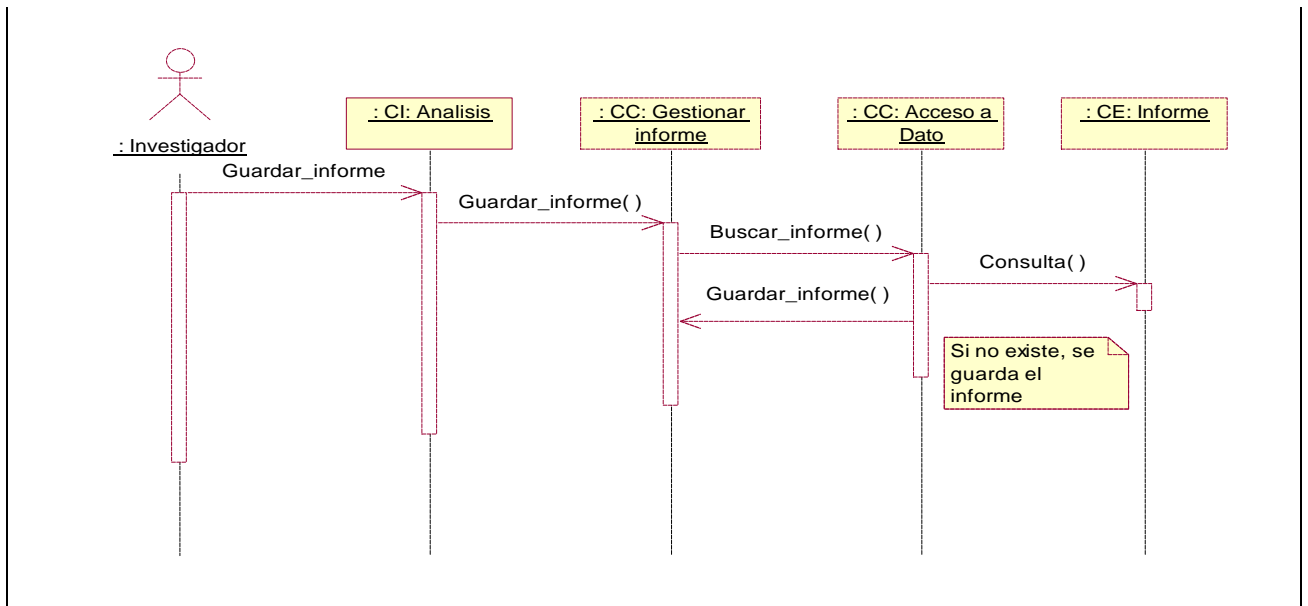 : CI: Analisis
: CC: Gestionar
informe
: CC: Acceso a
Dato
: CE: Informe
: Investigador
Guardar_informe
Guardar_informe( )
Buscar_informe( )
Consulta( )
Guardar_informe( )
Si no existe, se
guarda el
informe